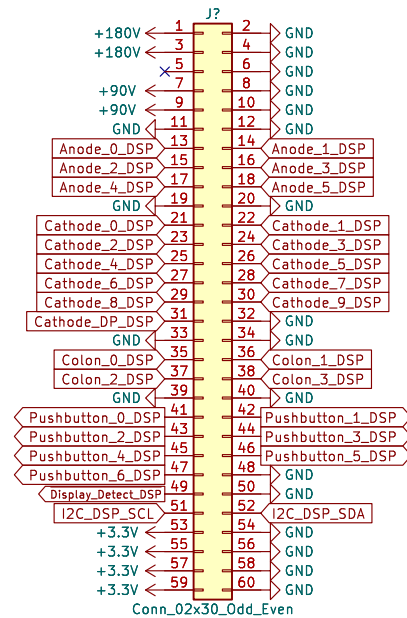 J?
+180V 1 2 GND
+180V 3 4 GND
5 6 GND
+90V 7 8 GND
+90V 9 10 GND
GND 11 12 GND
Anode_0_DSP 13 14 Anode_1_DSP
Anode_2_DSP 15 16 Anode_3_DSP
Anode_4_DSP 17 18 Anode_5_DSP
GND 19 20 GND
Cathode_0_DSP 21 22 Cathode_1_DSP
Cathode_2_DSP 23 24 Cathode_3_DSP
Cathode_4_DSP 25 26 Cathode_5_DSP
Cathode_6_DSP 27 28 Cathode_7_DSP
Cathode_8_DSP 29 30 Cathode_9_DSP
Cathode_DP_DSP 31 32 GND
GND 33 34 GND
Colon_0_DSP 35 36 Colon_1_DSP
Colon_2_DSP 37 38 Colon_3_DSP
GND 39 40 GND
Pushbutton_0_DSP 41 42 Pushbutton_1_DSP
Pushbutton_2_DSP 43 44 Pushbutton_3_DSP
Pushbutton_4_DSP 45 46 Pushbutton_5_DSP
Pushbutton_6_DSP 47 48 GND
Display_Detect_DSP 49 50 GND
I2C_DSP_SCL 51 52 I2C_DSP_SDA
+3.3V 53 54 GND
+3.3V 55 56 GND
+3.3V 57 58 GND
+3.3V 59 60 GND
Conn_02x30_Odd_Even